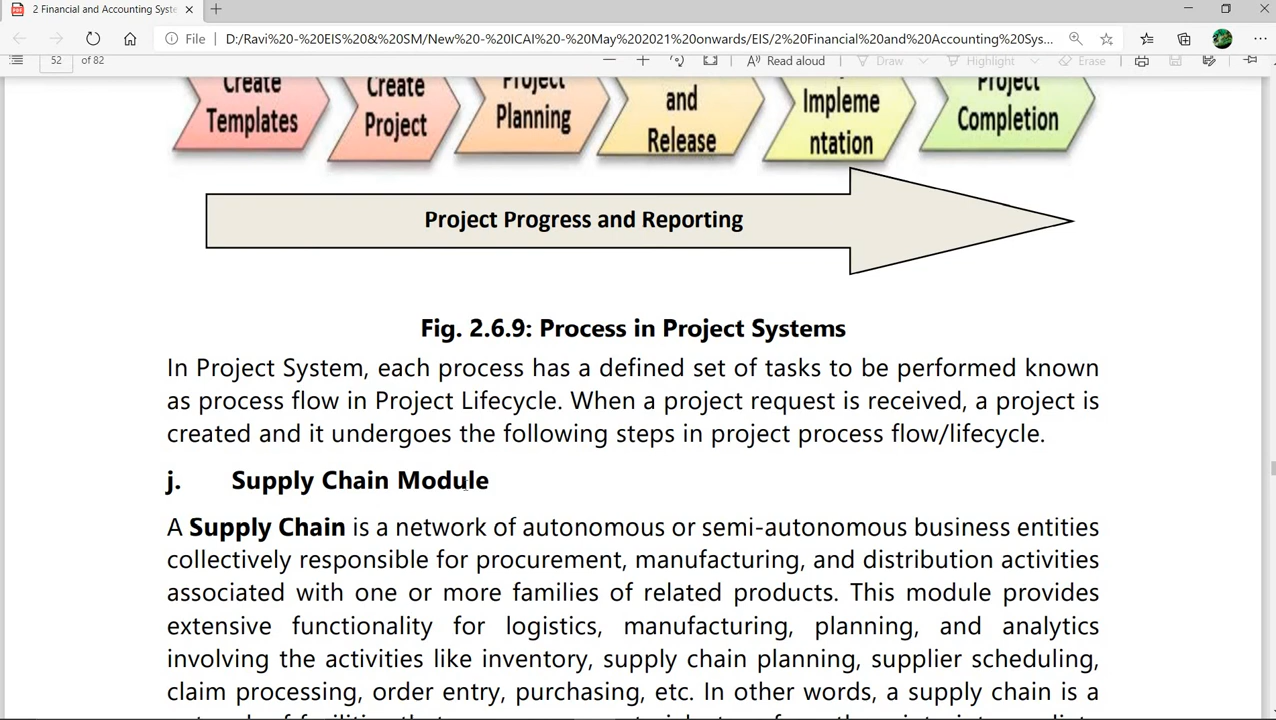 2 Financial and Accounting Syste
File
D:/Ravi%20-%20EIS%20&%20SM/New%20-%20ICAI%20-%20May%202021%20onwards/EIS/2%20Financial%20and%20Accounting%20Sys...
52 of 82
Read aloud
Draw
Highlight
Erase
Create Templates
Create Project
Project Planning
and Release
Impleme ntation
Project Completion
Project Progress and Reporting
Fig. 2.6.9: Process in Project Systems
In Project System, each process has a defined set of tasks to be performed known
as process flow in Project Lifecycle. When a project request is received, a project is
created and it undergoes the following steps in project process flow/lifecycle.
j. Supply Chain Module
A Supply Chain is a network of autonomous or semi-autonomous business entities
collectively responsible for procurement, manufacturing, and distribution activities
associated with one or more families of related products. This module provides
extensive functionality for logistics, manufacturing, planning, and analytics
involving the activities like inventory, supply chain planning, supplier scheduling,
claim processing, order entry, purchasing, etc. In other words, a supply chain is a